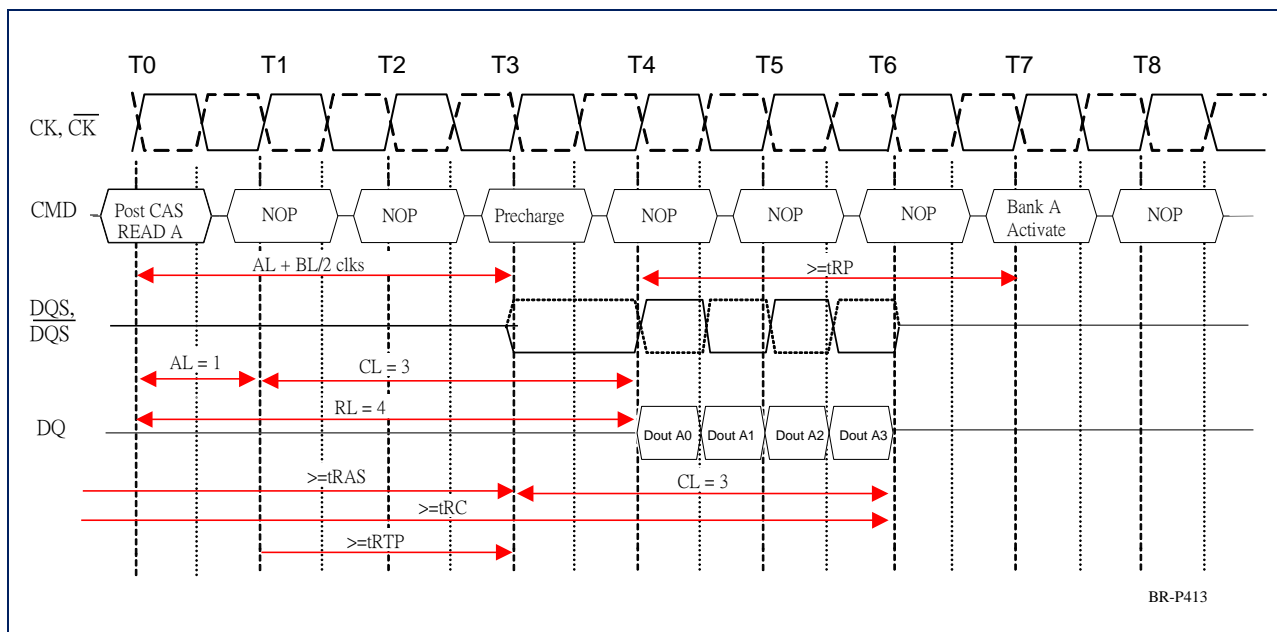 T0 T1 T2 T3 T4 T5 T6 T7 T8
CK, CK
CMD
Post CAS
READ A
NOP
NOP
Precharge
NOP
NOP
NOP
Bank A
Activate
NOP
AL + BL/2 clks
>=tRP
DQS,
DQS
AL = 1
CL = 3
RL = 4
DQ
Dout A0
Dout A1
Dout A2
Dout A3
>=tRAS
CL = 3
>=tRC
>=tRTP
BR-P413